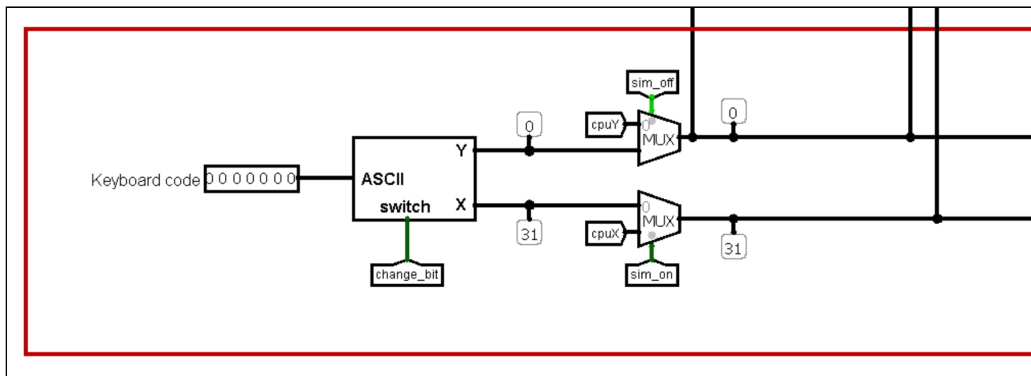 sim_off
cpuY
0
MUX
0
0
Y
Keyboard code 0 0 0 0 0 0 0
ASCII
switch
X
31
0
MUX
cpuX
31
change_bit
sim_on